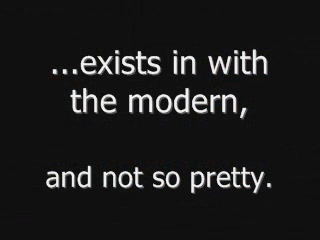 ...exists in with
the modern,
and not so pretty.